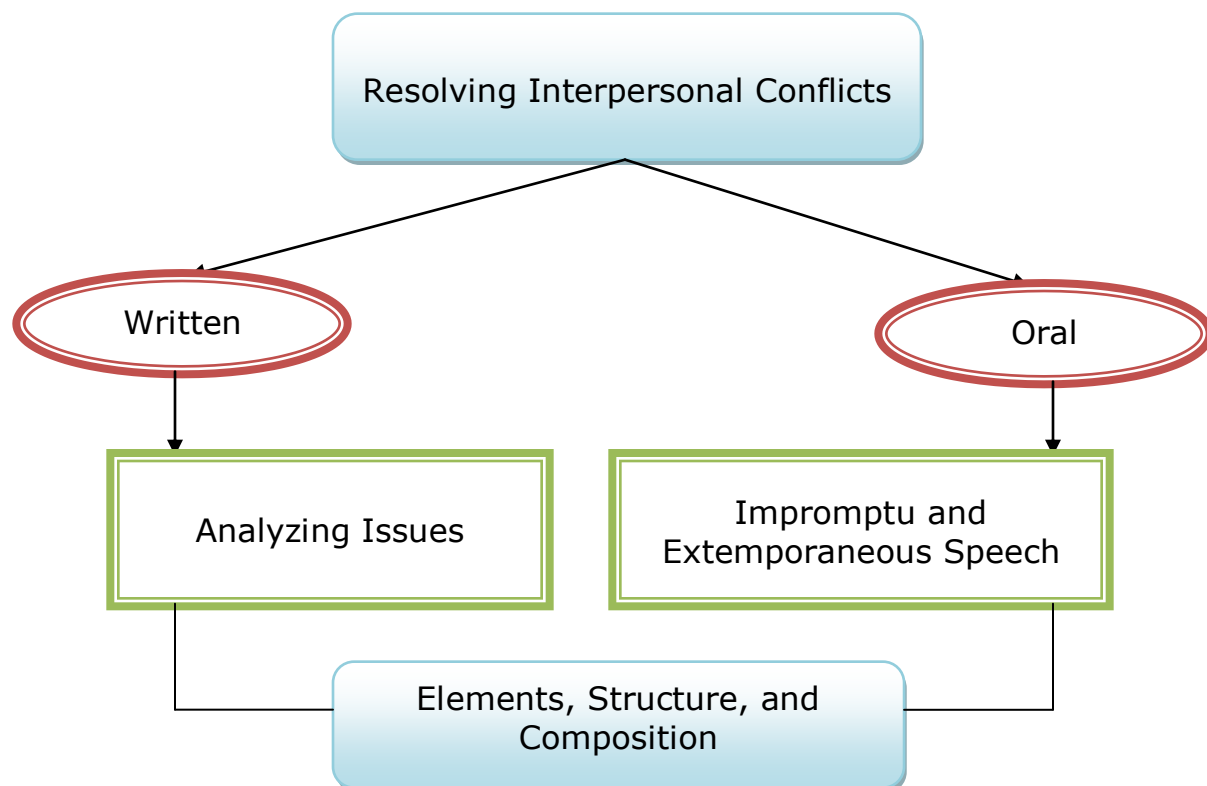 Resolving Interpersonal Conflicts
Written
Oral
Analyzing Issues
Impromptu and
Extemporaneous Speech
Elements, Structure, and
Composition